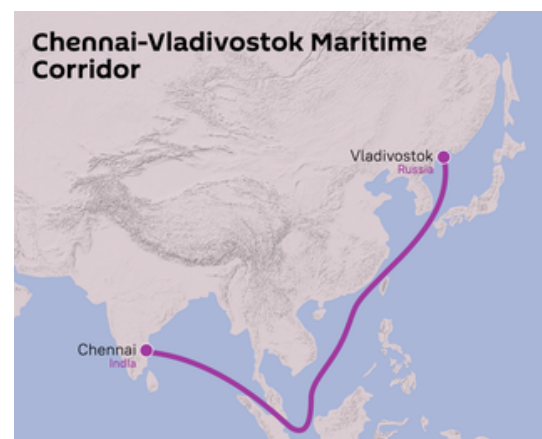 Chennai-Vladivostok Maritime
Corridor
Vladivostok
Russia
Chennai
India